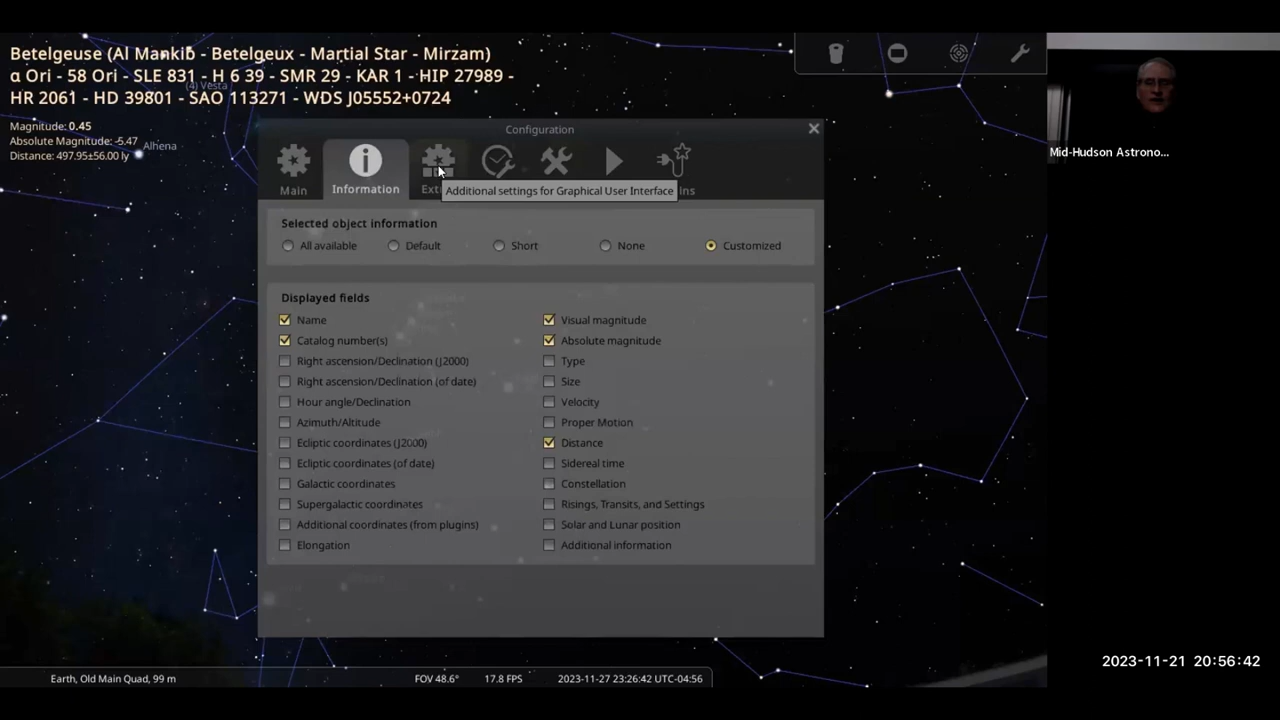 Betelgeuse (Al Mankib - Betelgeux - Martial Star - Mirzam)
α Ori - 58 Ori - SLE 831 - H 6 39 - SMR 29 - KAR 1 - HIP 27989 -
(4) Vesta
HR 2061 - HD 39801 - SAO 113271 - WDS J05552+0724
Magnitude: 0.45
Absolute Magnitude: -5.47
Distance: 497.95±56.00 ly
Alhena
Configuration
Main
Information
Ext
ins
Additional settings for Graphical User Interface
Selected object information
All available
Default
Short
None
Customized
Displayed fields
Name
Catalog number(s)
Right ascension/Declination (J2000)
Right ascension/Declination (of date)
Hour angle/Declination
Azimuth/Altitude
Ecliptic coordinates (J2000)
Ecliptic coordinates (of date)
Galactic coordinates
Supergalactic coordinates
Additional coordinates (from plugins)
Elongation
Visual magnitude
Absolute magnitude
Type
Size
Velocity
Proper Motion
Distance
Sidereal time
Constellation
Risings, Transits, and Settings
Solar and Lunar position
Additional information
Mid-Hudson Astrono...
2023-11-21 20:56:42
Earth, Old Main Quad, 99 m
FOV 48.6°
17.8 FPS
2023-11-27 23:26:42 UTC-04:56